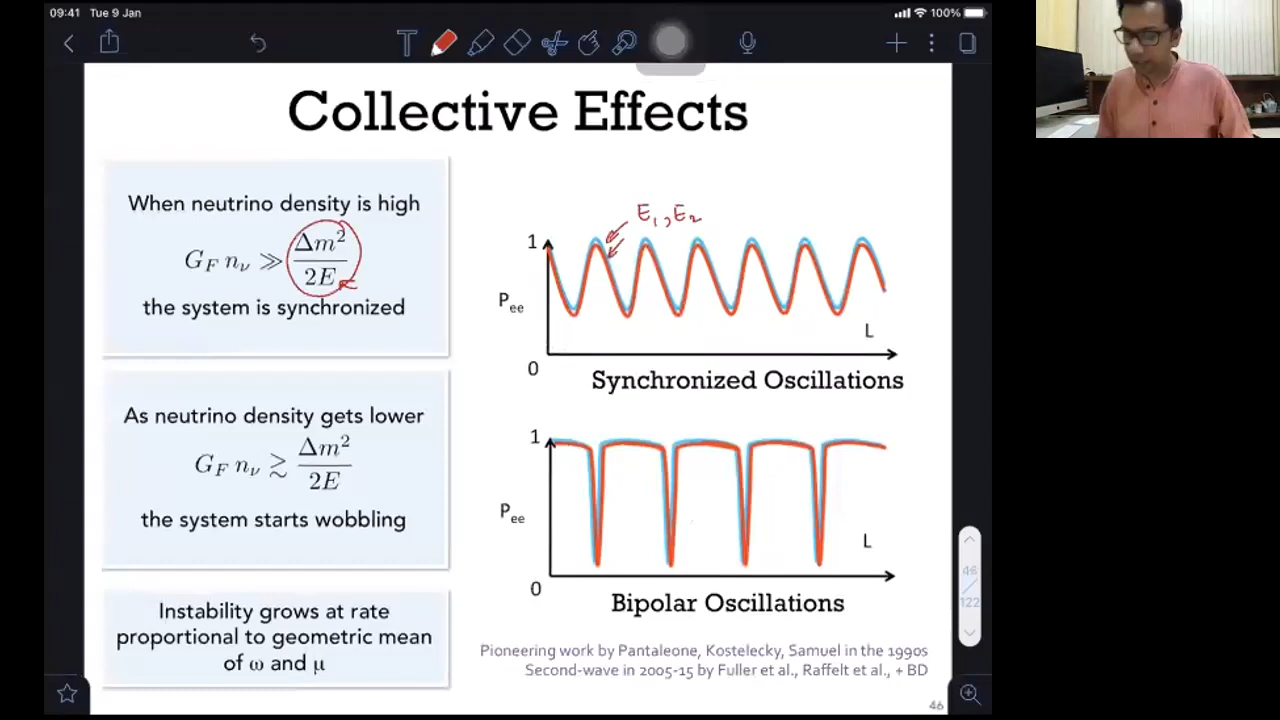 09:41 Tue 9 Jan
100%
T
Collective Effects
When neutrino density is high
G_F n_ν ≫ Δm²/2E
the system is synchronized
As neutrino density gets lower
G_F n_ν ≳ Δm²/2E
the system starts wobbling
Instability grows at rate
proportional to geometric mean
of ω and μ
E₁, E₂
1
P_ee
L
0
Synchronized Oscillations
1
P_ee
L
0
Bipolar Oscillations
Pioneering work by Pantaleone, Kostelecky, Samuel in the 1990s
Second-wave in 2005-15 by Fuller et al., Raffelt et al., + BD
46
/
122
46